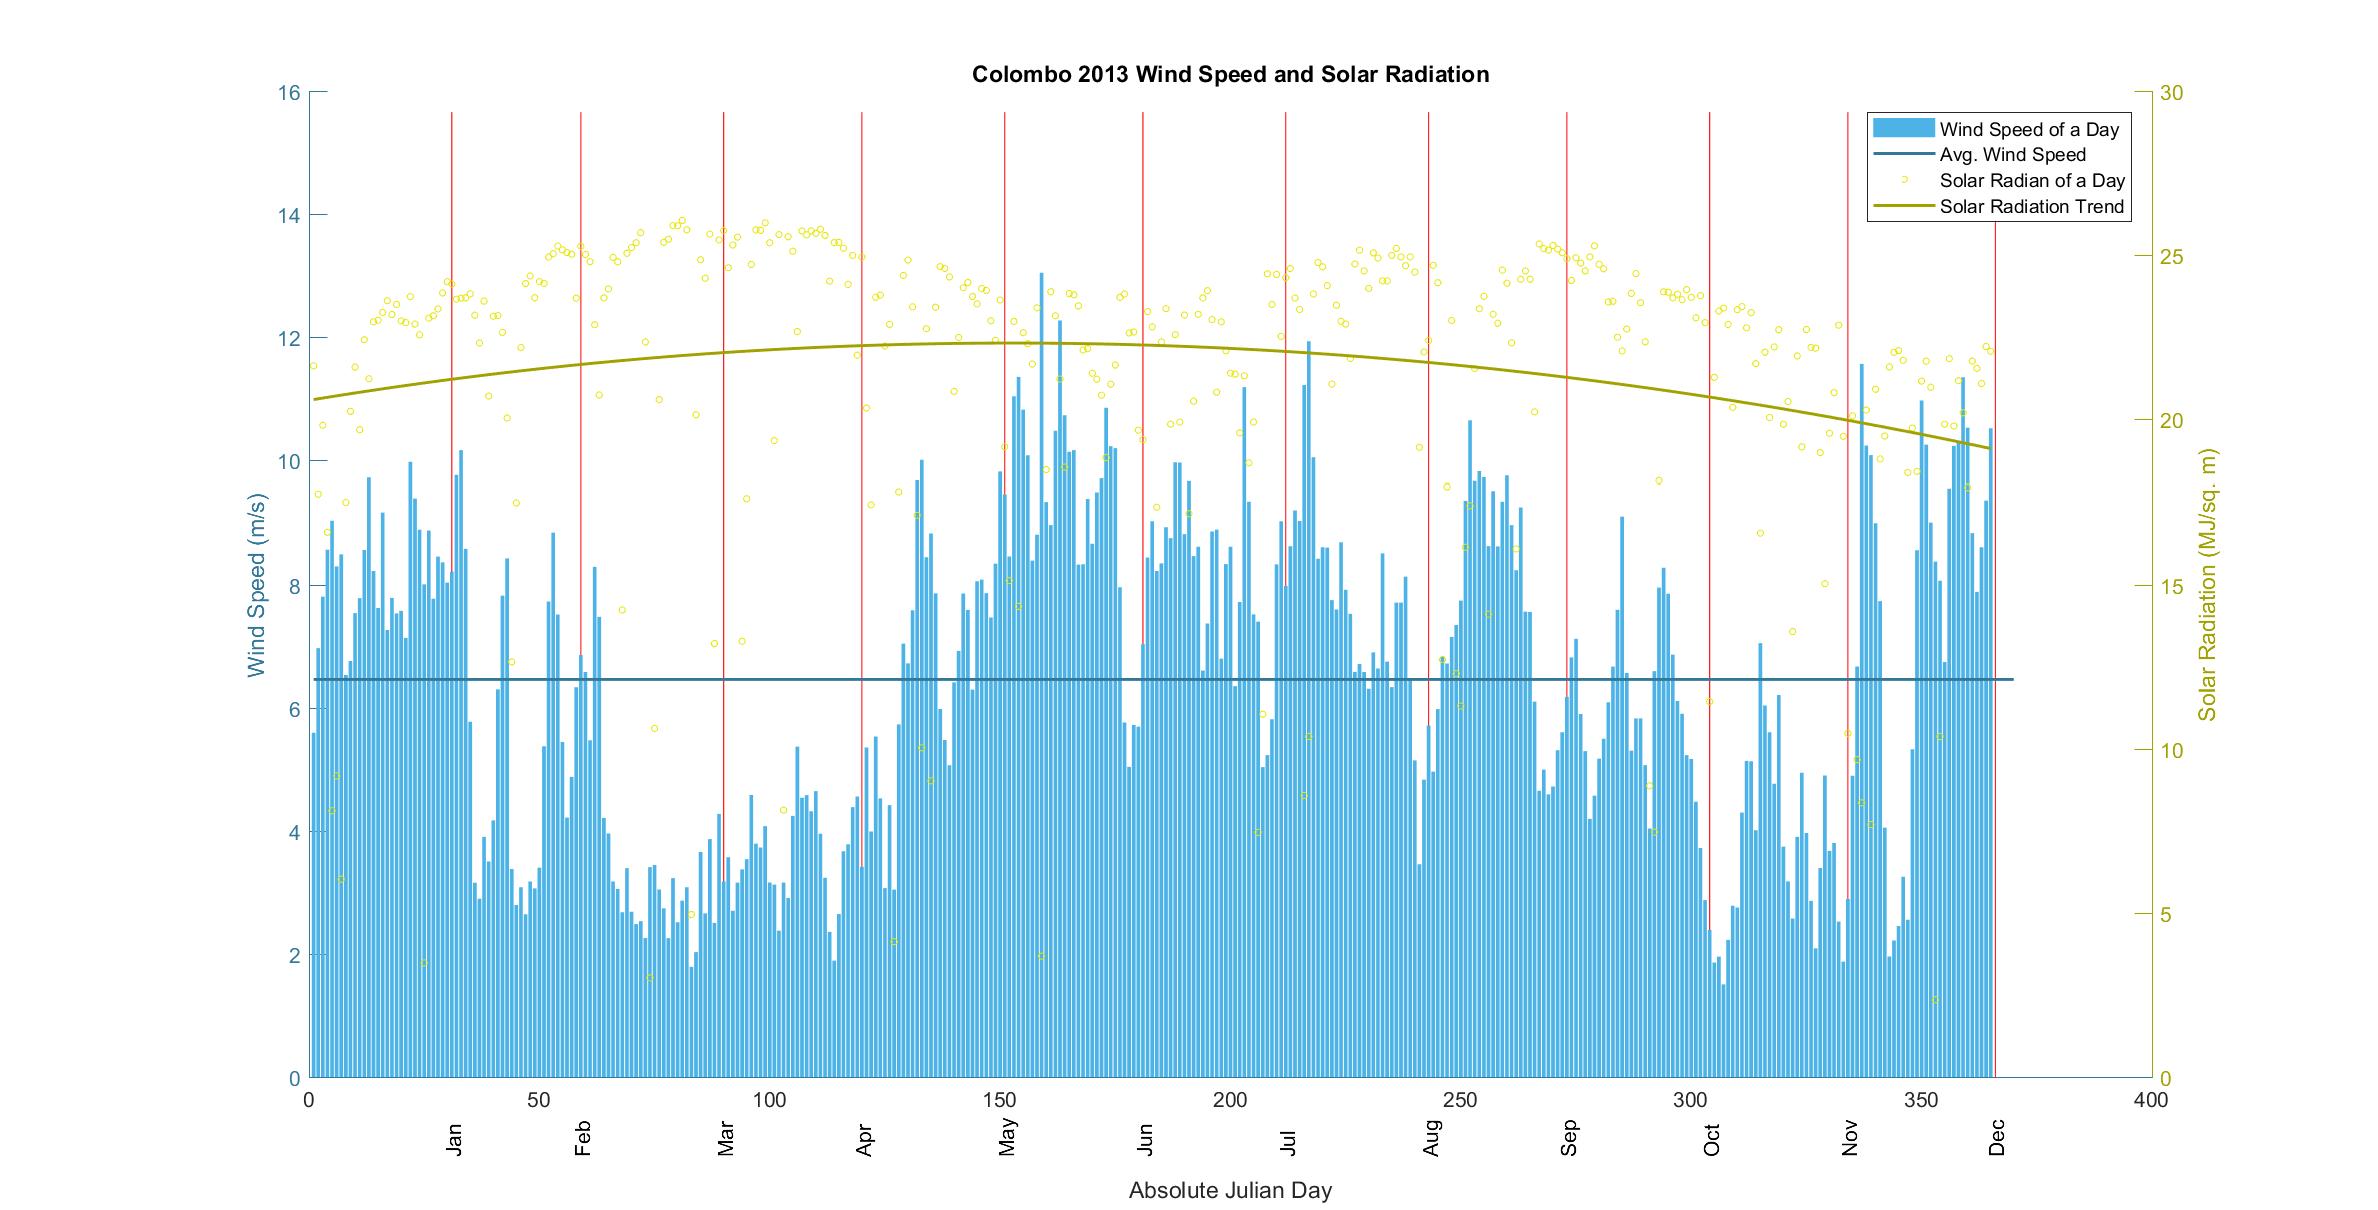 Colombo 2013 Wind Speed and Solar Radiation
16
14
12
10
8
6
4
2
0
Wind Speed (m/s)
30
25
20
15
10
5
0
Solar Radiation (MJ/sq. m)
Wind Speed of a Day
Avg. Wind Speed
Solar Radian of a Day
Solar Radiation Trend
0 50 100 150 200 250 300 350 400
Jan Feb Mar Apr May Jun Jul Aug Sep Oct Nov Dec
Absolute Julian Day